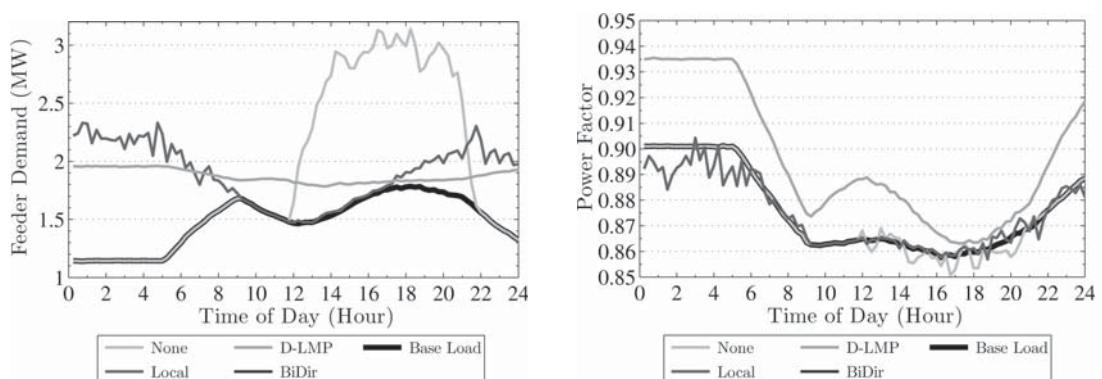 3
2.5
2
1.5
1
Feeder Demand (MW)
0 2 4 6 8 10 12 14 16 18 20 22 24
Time of Day (Hour)
None D-LMP Base Load
Local BiDir
0.95
0.94
0.93
0.92
0.91
0.90
0.89
0.88
0.87
0.86
0.85
Power Factor
0 2 4 6 8 10 12 14 16 18 20 22 24
Time of Day (Hour)
None D-LMP Base Load
Local BiDir